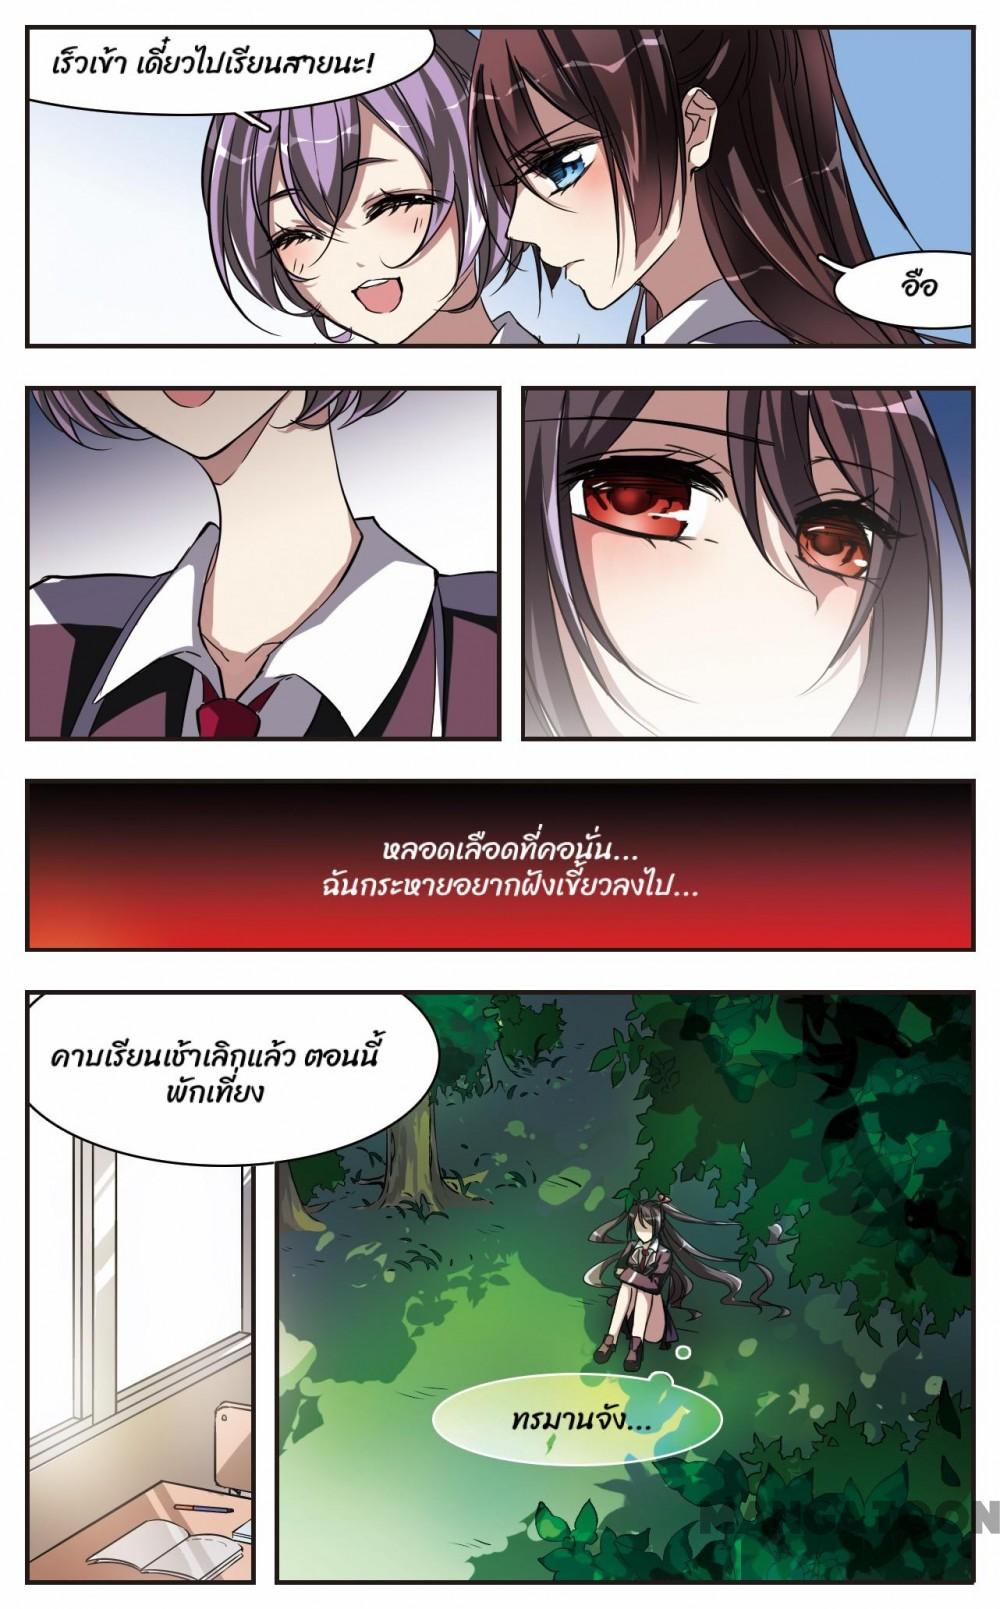 เร็วเข้า เดี๋ยวไปเรียนสายนะ!
อือ
หลอดเลือดที่คอนั่น...
ฉันกระหายอยากฝังเขี้ยวลงไป...
คาบเรียนเช้าเลิกแล้ว ตอนนี้
พักเที่ยง
ทรมานจัง...
MANGATOON